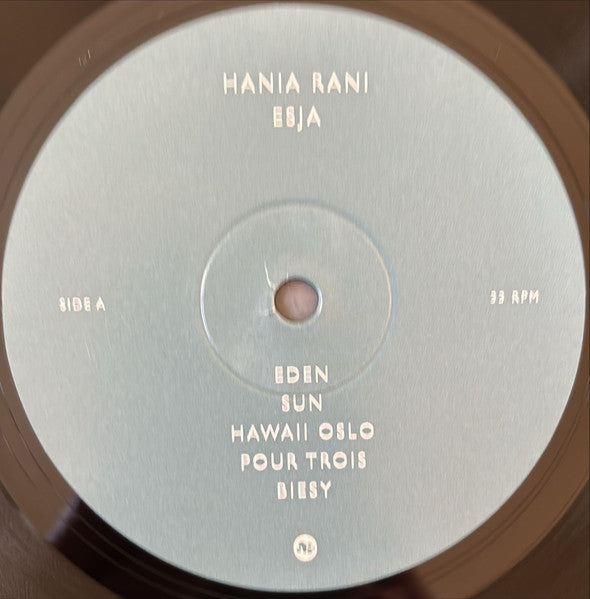 HANIA RANI
ESJA
SIDE A
33 RPM
EDEN
SUN
HAWAII OSLO
POUR TROIS
BIESY